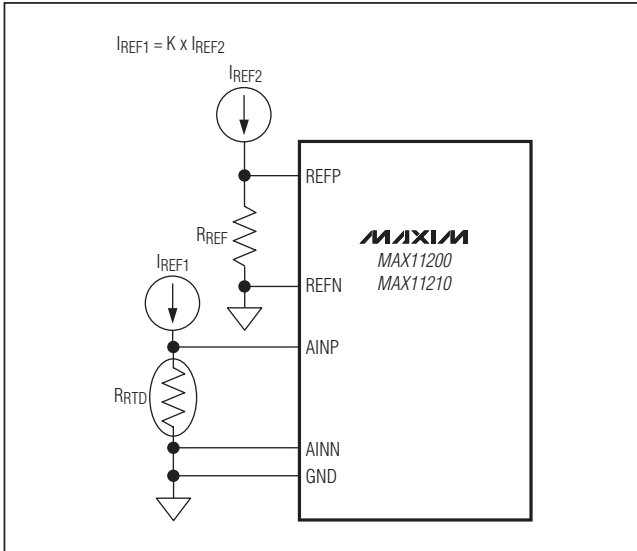 IREF1 = K x IREF2
IREF2
REFP
RREF
MAXIM
MAX11200
MAX11210
IREF1
REFN
AINP
RRTD
AINN
GND